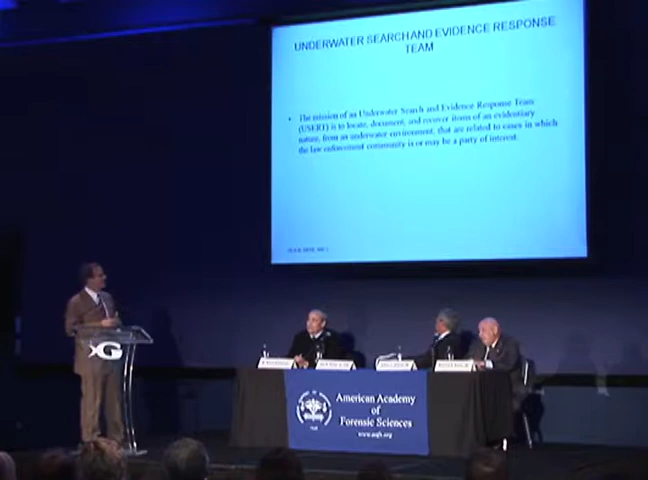 UNDERWATER SEARCH AND EVIDENCE RESPONSE
TEAM
• The mission of an Underwater Search and Evidence Response Team
(USERT) is to locate, document, and recover items of an evidentiary
nature, from an underwater environment, that are related to cases in which
the law enforcement community is or may be a party of interest.
G
American Academy
of
Forensic Sciences
www.aafs.org